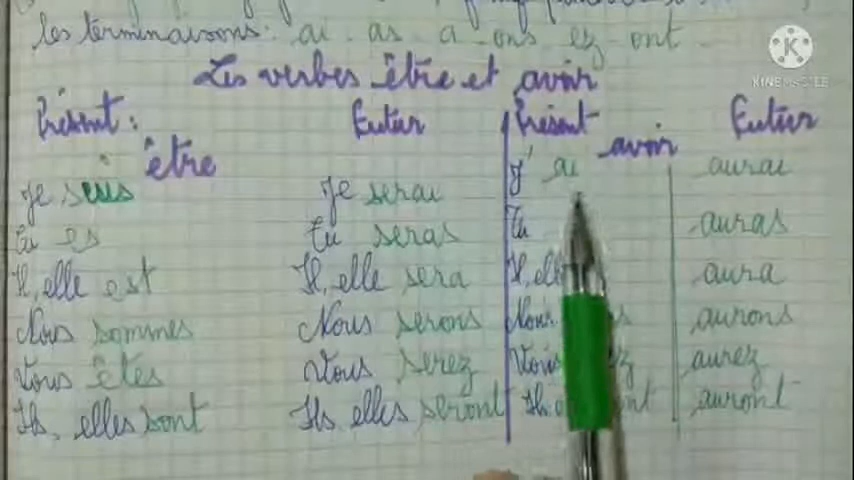 les terminaisons: ai as a ons ez ont
KINEMASTER
Les verbes être et avoir
Présent: Futur Présent Futur
être avoir
Je suis Je serai J' ai aurai
Tu es Tu seras Tu auras
Il, elle est Il, elle sera Il, elle aura
Nous sommes Nous serons Nous aurons
Vous êtes Vous serez Vous aurez
Ils, elles sont Ils, elles seront Ils auront